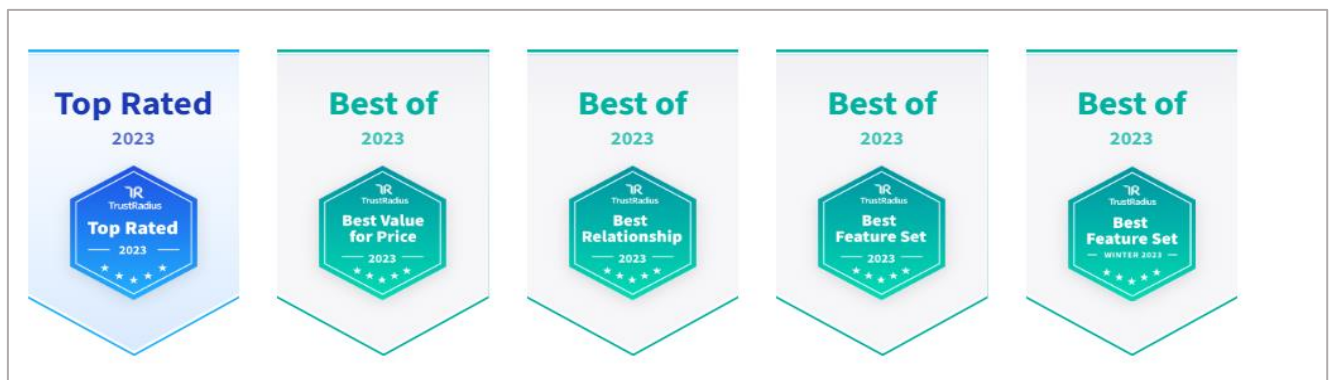 Top Rated
2023
TrustRadius
Top Rated
2023
Best of
2023
TrustRadius
Best Value
for Price
2023
Best of
2023
TrustRadius
Best
Relationship
2023
Best of
2023
TrustRadius
Best
Feature Set
2023
Best of
2023
TrustRadius
Best
Feature Set
WINTER 2023